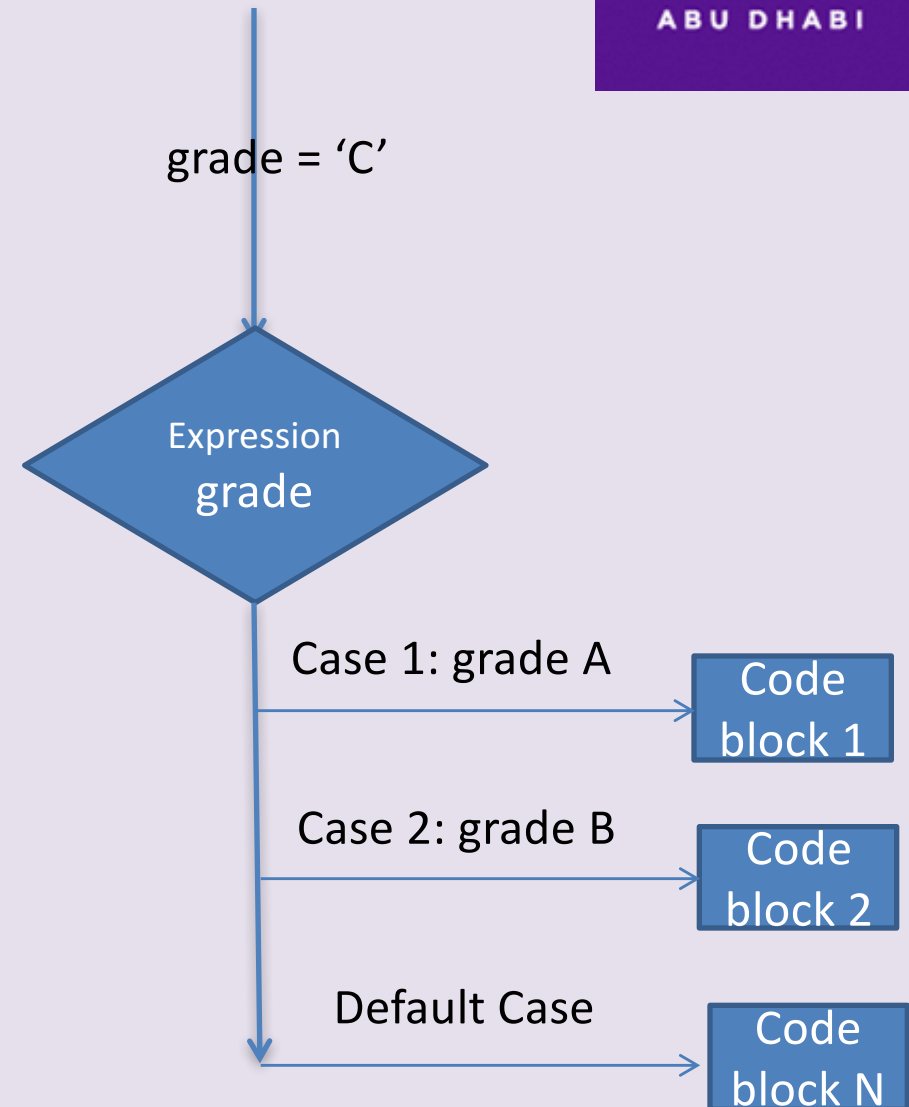 ABU DHABI
grade = ‘C’
Expression
grade
Case 1: grade A
Code
block 1
Case 2: grade B
Code
block 2
Default Case
Code
block N